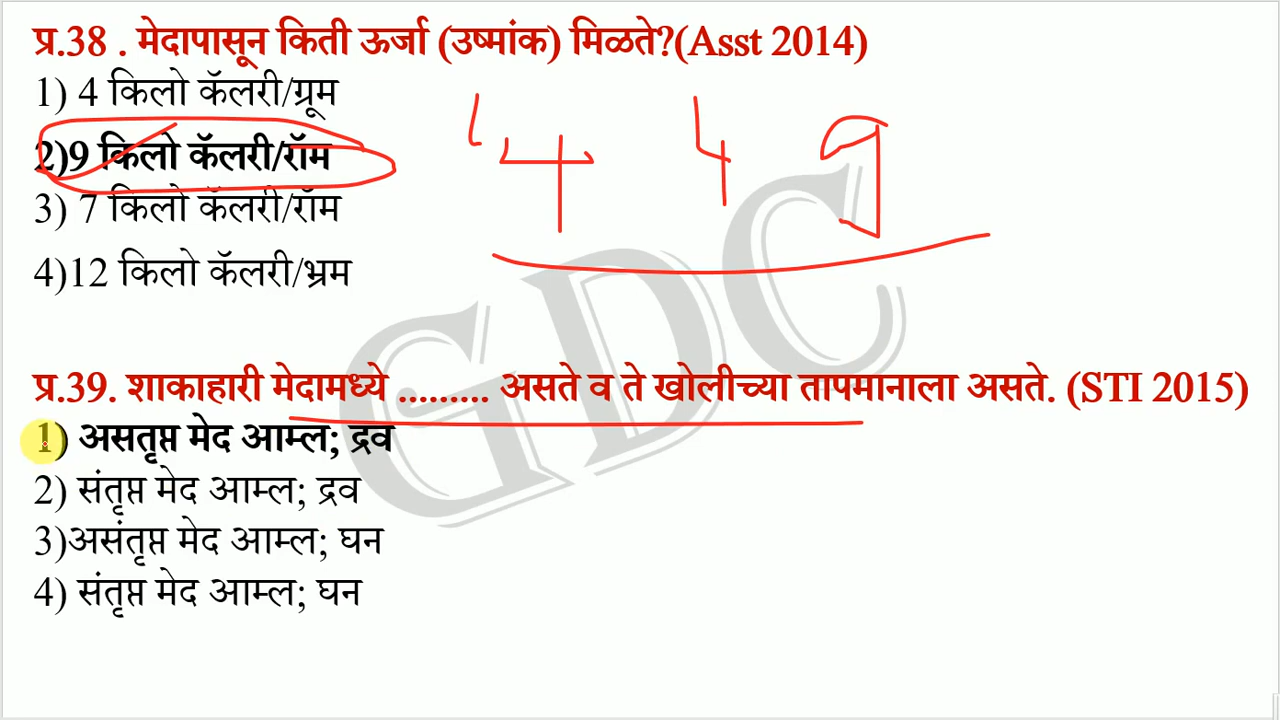 प्र.38 . मेदापासून किती ऊर्जा (उष्मांक) मिळते?(Asst 2014)
1) 4 किलो कॅलरी/ग्रूम
4 4 9
2)9 किलो कॅलरी/रॉम
3) 7 किलो कॅलरी/रॉम
4)12 किलो कॅलरी/भ्रम
GDC
प्र.39. शाकाहारी मेदामध्ये ......... असते व ते खोलीच्या तापमानाला असते. (STI 2015)
1) असतृप्त मेद आम्ल; द्रव
2) संतृप्त मेद आम्ल; द्रव
3)असंतृप्त मेद आम्ल; घन
4) संतृप्त मेद आम्ल; घन